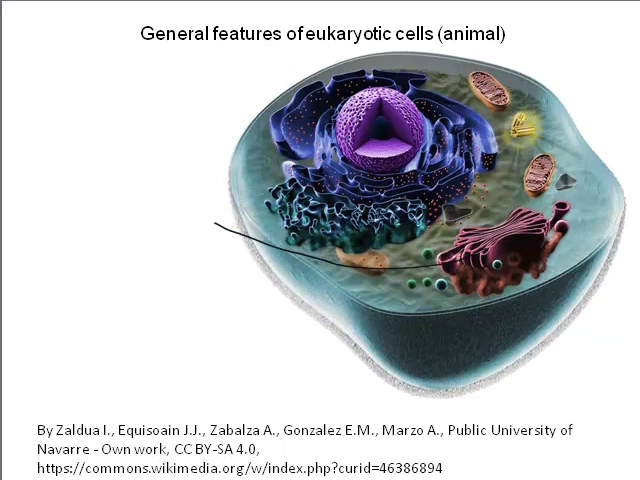 General features of eukaryotic cells (animal)
By Zaldua I., Equisoain J.J., Zabalza A., Gonzalez E.M., Marzo A., Public University of
Navarre - Own work, CC BY-SA 4.0,
https://commons.wikimedia.org/w/index.php?curid=46386894